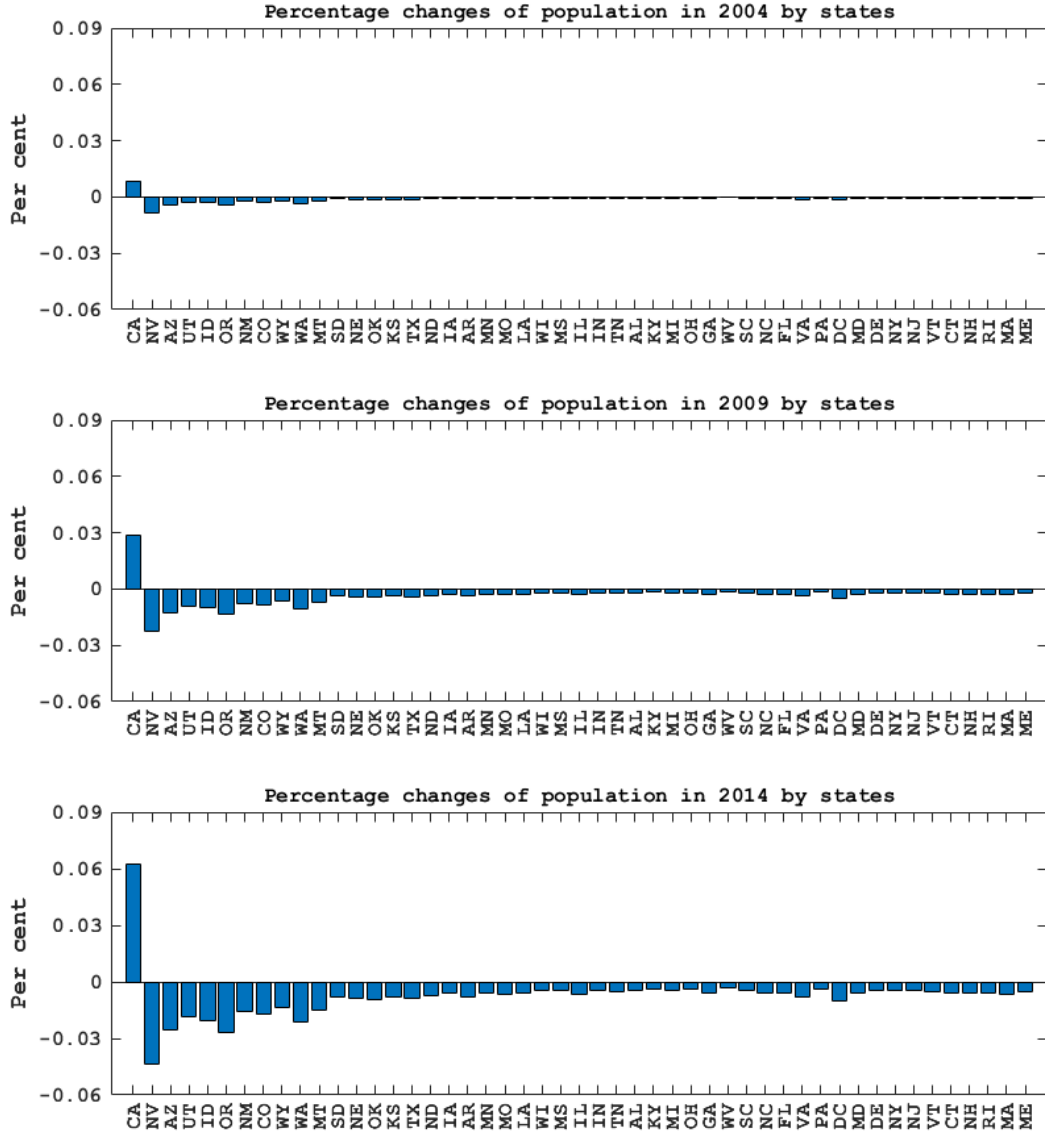 Percentage changes of population in 2004 by states
0.09
0.06
0.03
0
-0.03
-0.06
Per cent
CA NV AZ UT ID OR NM CO WY WA MT SD NE OK KS TX ND IA AR MN MO LA WI MS IL IN TN AL KY MI OH GA WV SC NC FL VA PA DC MD DE NY NJ VT CT NH RI MA ME
Percentage changes of population in 2009 by states
0.09
0.06
0.03
0
-0.03
-0.06
Per cent
CA NV AZ UT ID OR NM CO WY WA MT SD NE OK KS TX ND IA AR MN MO LA WI MS IL IN TN AL KY MI OH GA WV SC NC FL VA PA DC MD DE NY NJ VT CT NH RI MA ME
Percentage changes of population in 2014 by states
0.09
0.06
0.03
0
-0.03
-0.06
Per cent
CA NV AZ UT ID OR NM CO WY WA MT SD NE OK KS TX ND IA AR MN MO LA WI MS IL IN TN AL KY MI OH GA WV SC NC FL VA PA DC MD DE NY NJ VT CT NH RI MA ME